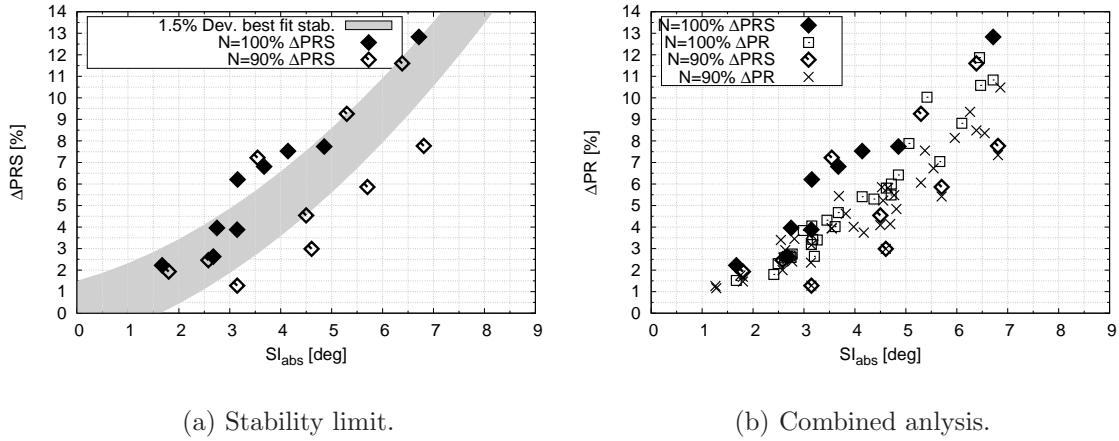 14
13
12
11
10
9
8
7
6
5
4
3
2
1
0
ΔPRS [%]
1.5% Dev. best fit stab.
N=100% ΔPRS
N=90% ΔPRS
0 1 2 3 4 5 6 7 8 9
SIabs [deg]
(a) Stability limit.
14
13
12
11
10
9
8
7
6
5
4
3
2
1
0
ΔPR [%]
N=100% ΔPRS
N=100% ΔPR
N=90% ΔPRS
N=90% ΔPR
0 1 2 3 4 5 6 7 8 9
SIabs [deg]
(b) Combined anlysis.